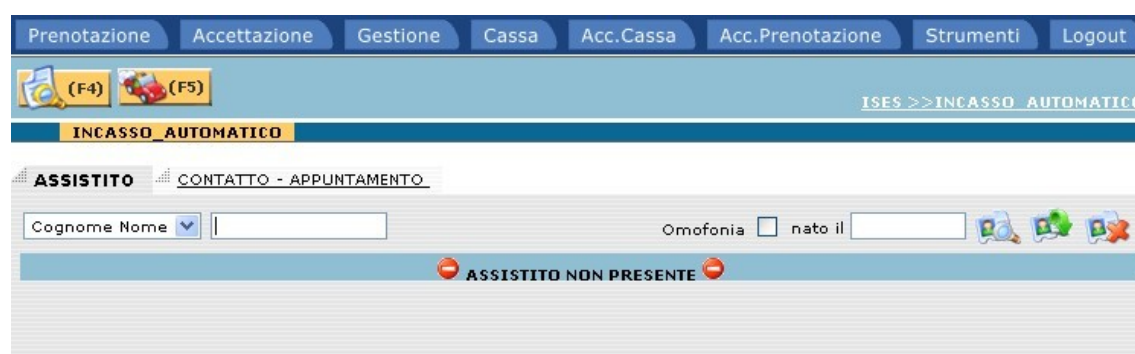 Prenotazione Accettazione Gestione Cassa Acc.Cassa Acc.Prenotazione Strumenti Logout
(F4) (F5)
ISES >>INCASSO_AUTOMATICO
INCASSO_AUTOMATICO
ASSISTITO CONTATTO - APPUNTAMENTO
Cognome Nome Omofonia nato il
ASSISTITO NON PRESENTE